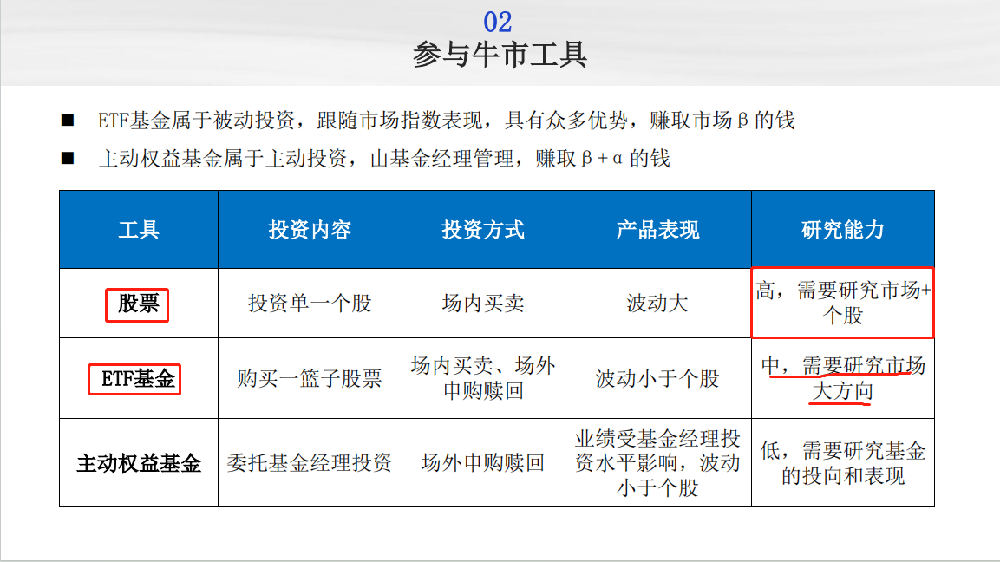 02
参与牛市工具
■ ETF基金属于被动投资，跟随市场指数表现，具有众多优势，赚取市场β的钱
■ 主动权益基金属于主动投资，由基金经理管理，赚取β+α的钱
工具 投资内容 投资方式 产品表现 研究能力
股票 投资单一个股 场内买卖 波动大 高，需要研究市场+
个股
ETF基金 购买一篮子股票 场内买卖、场外
申购赎回 波动小于个股 中，需要研究市场
大方向
主动权益基金 委托基金经理投资 场外申购赎回 业绩受基金经理投
资水平影响，波动
小于个股 低，需要研究基金
的投向和表现